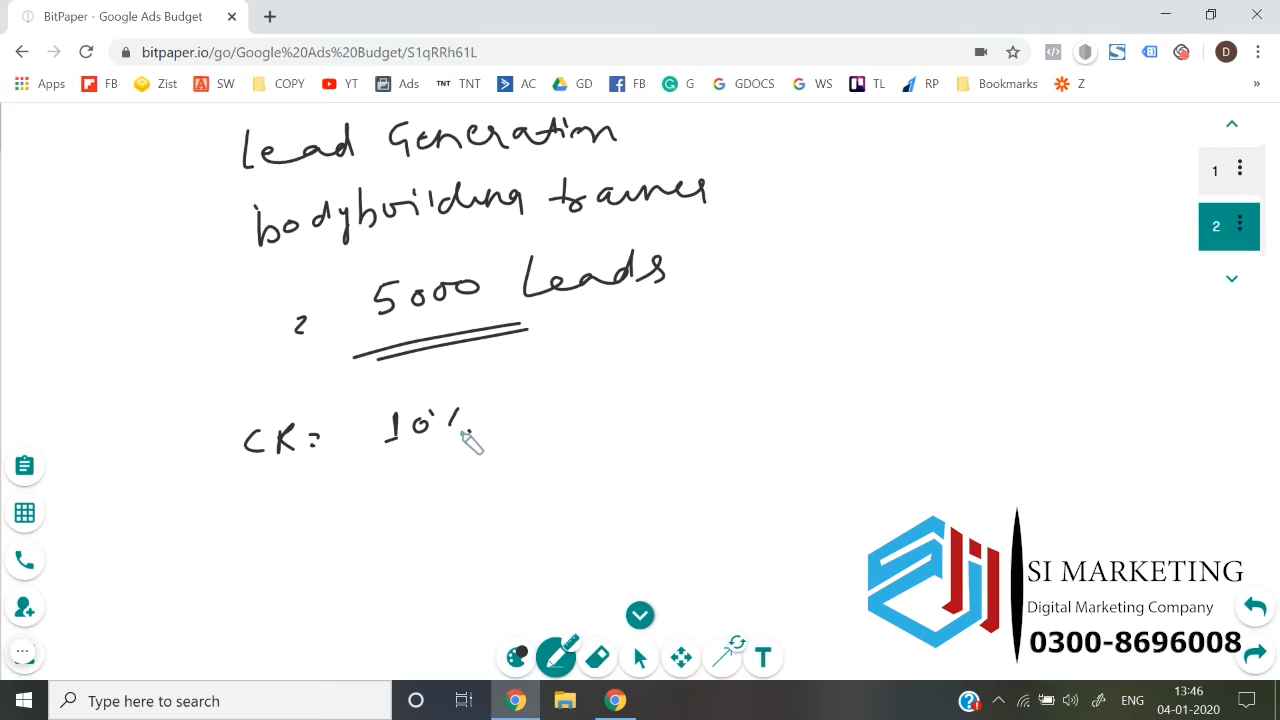 BitPaper - Google Ads Budget
bitpaper.io/go/Google%20Ads%20Budget/S1qRRh61L
D
Apps FB Zist SW COPY YT Ads TNT TNT AC GD FB G GDOCS WS TL RP Bookmarks Z »
Lead Generation
bodybuilding trainer
5000 Leads
CR = 10%
1
2
SI MARKETING
Digital Marketing Company
0300-8696008
T
Type here to search
ENG
13:46
04-01-2020